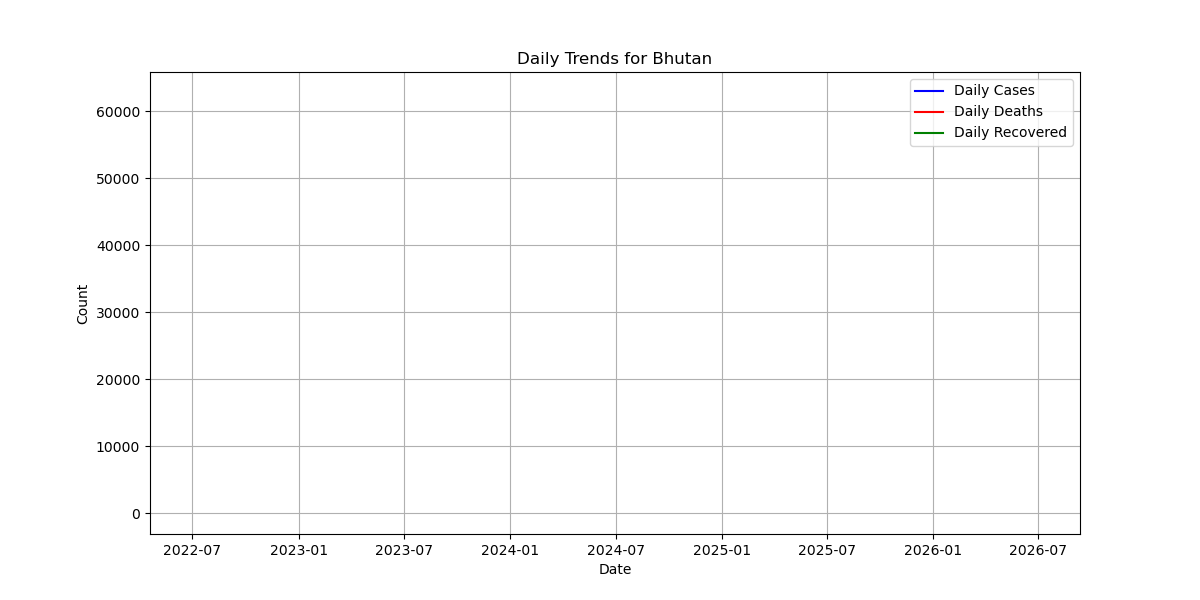 Daily Trends for Bhutan
Daily Cases
Daily Deaths
Daily Recovered
60000
50000
40000
30000
20000
10000
0
Count
2022-07 2023-01 2023-07 2024-01 2024-07 2025-01 2025-07 2026-01 2026-07
Date